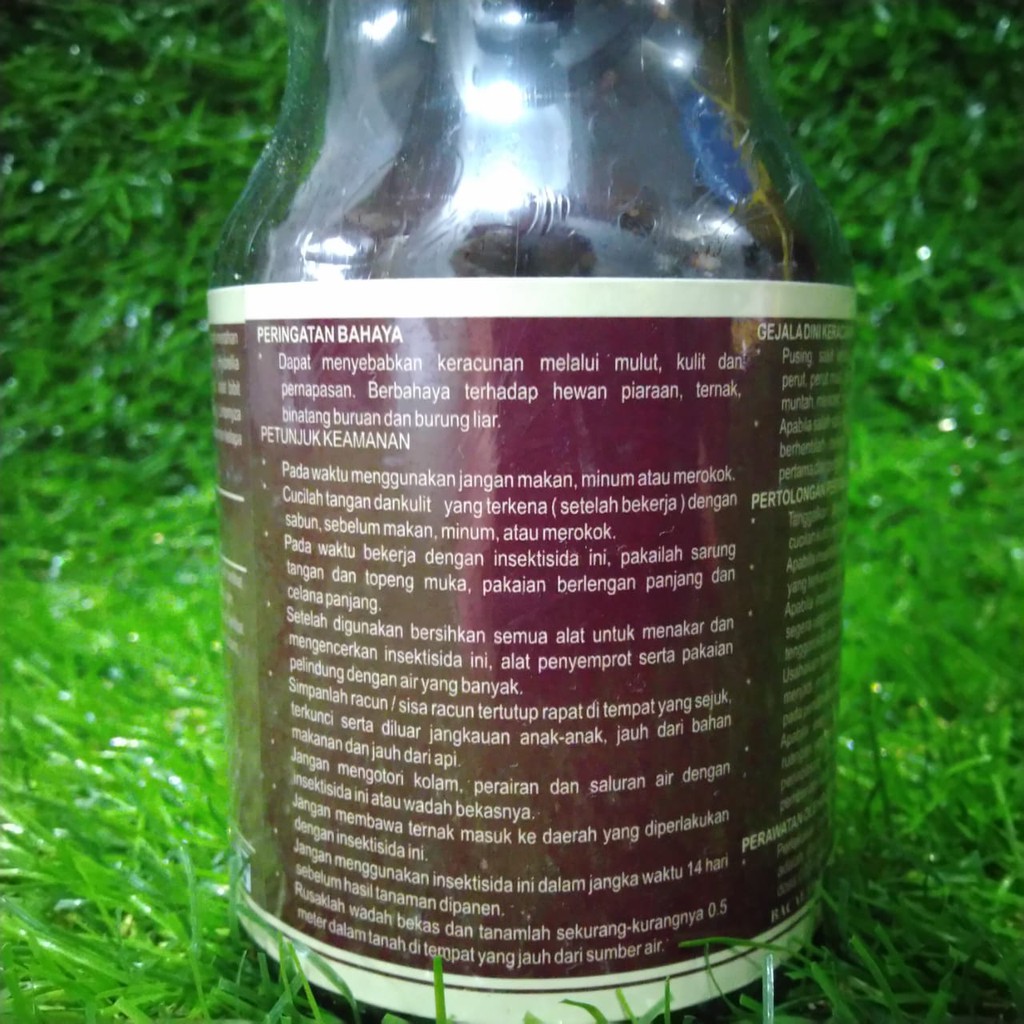 PERINGATAN BAHAYA
Dapat menyebabkan keracunan melalui mulut, kulit dan
pernapasan. Berbahaya terhadap hewan piaraan, ternak,
binatang buruan dan burung liar.
PETUNJUK KEAMANAN
Pada waktu menggunakan jangan makan, minum atau merokok.
Cucilah tangan dankulit yang terkena ( setelah bekerja ) dengan
sabun, sebelum makan, minum, atau merokok.
Pada waktu bekerja dengan insektisida ini, pakailah sarung
tangan dan topeng muka, pakaian berlengan panjang dan
celana panjang.
Setelah digunakan bersihkan semua alat untuk menakar dan
mengencerkan insektisida ini, alat penyemprot serta pakaian
pelindung dengan air yang banyak.
Simpanlah racun / sisa racun tertutup rapat di tempat yang sejuk,
terkunci serta diluar jangkauan anak-anak, jauh dari bahan
makanan dan jauh dari api.
Jangan mengotori kolam, perairan dan saluran air dengan
insektisida ini atau wadah bekasnya.
Jangan membawa ternak masuk ke daerah yang diperlakukan
dengan insektisida ini.
Jangan menggunakan insektisida ini dalam jangka waktu 14 hari
sebelum hasil tanaman dipanen.
Rusaklah wadah bekas dan tanamlah sekurang-kurangnya 0.5
meter dalam tanah di tempat yang jauh dari sumber air.
GEJALA DINI
Pusing sakit
perut,
muntah
Apabila
PERTOLONGAN
Apabila
yang
Apabila
PERAWATAN